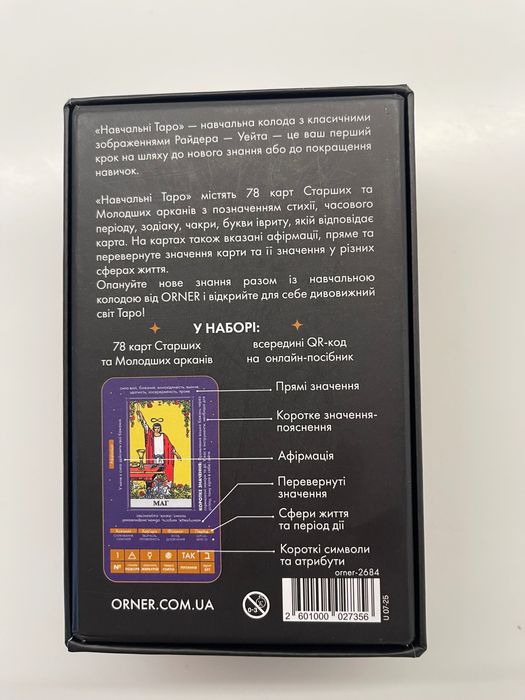 «Навчальні Таро» — навчальна колода з класичними
зображеннями Райдера — Уейта — це ваш перший
крок на шляху до нового знання або до покращення
навичок.
«Навчальні Таро» містять 78 карт Старших та
Молодших арканів з позначенням стихії, часового
періоду, зодіаку, чакри, букви івриту, якій відповідає
карта. На картах також вказані афірмації, пряме та
перевернуте значення карти та її значення у різних
сферах життя.
Опануйте нове знання разом із навчальною
колодою від ORNER і відкрийте для себе дивовижний
світ Таро!
У НАБОРІ:
78 карт Старших
та Молодших арканів
всередині QR-код
на онлайн-посібник
Прямі значення
Коротке значення-
пояснення
Афірмація
Перевернуті
значення
Сфери життя
та період дії
Короткі символи
та атрибути
МАГ
КОРОТКЕ ЗНАЧЕННЯ:
I
ТАК
ב
№
orner-2684
ORNER.COM.UA
0-3
2 601000 027356
U 07-25